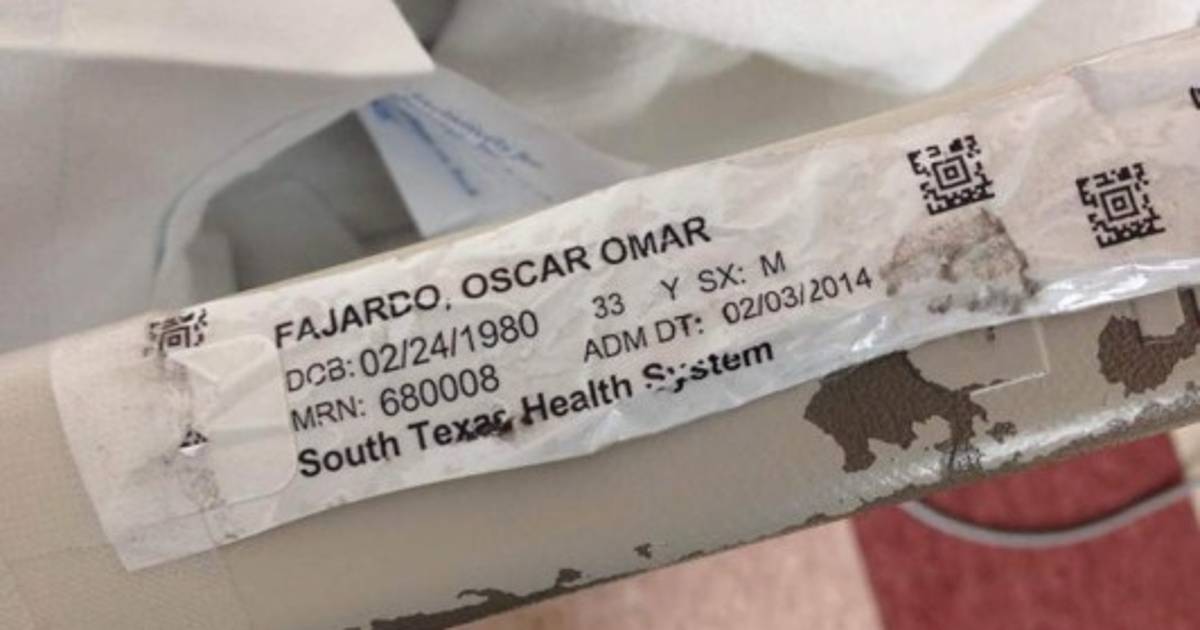 FAJARDO, OSCAR OMAR
DOB: 02/24/1980 33 Y SX: M
MRN: 680008 ADM DT: 02/03/2014
South Texas Health System